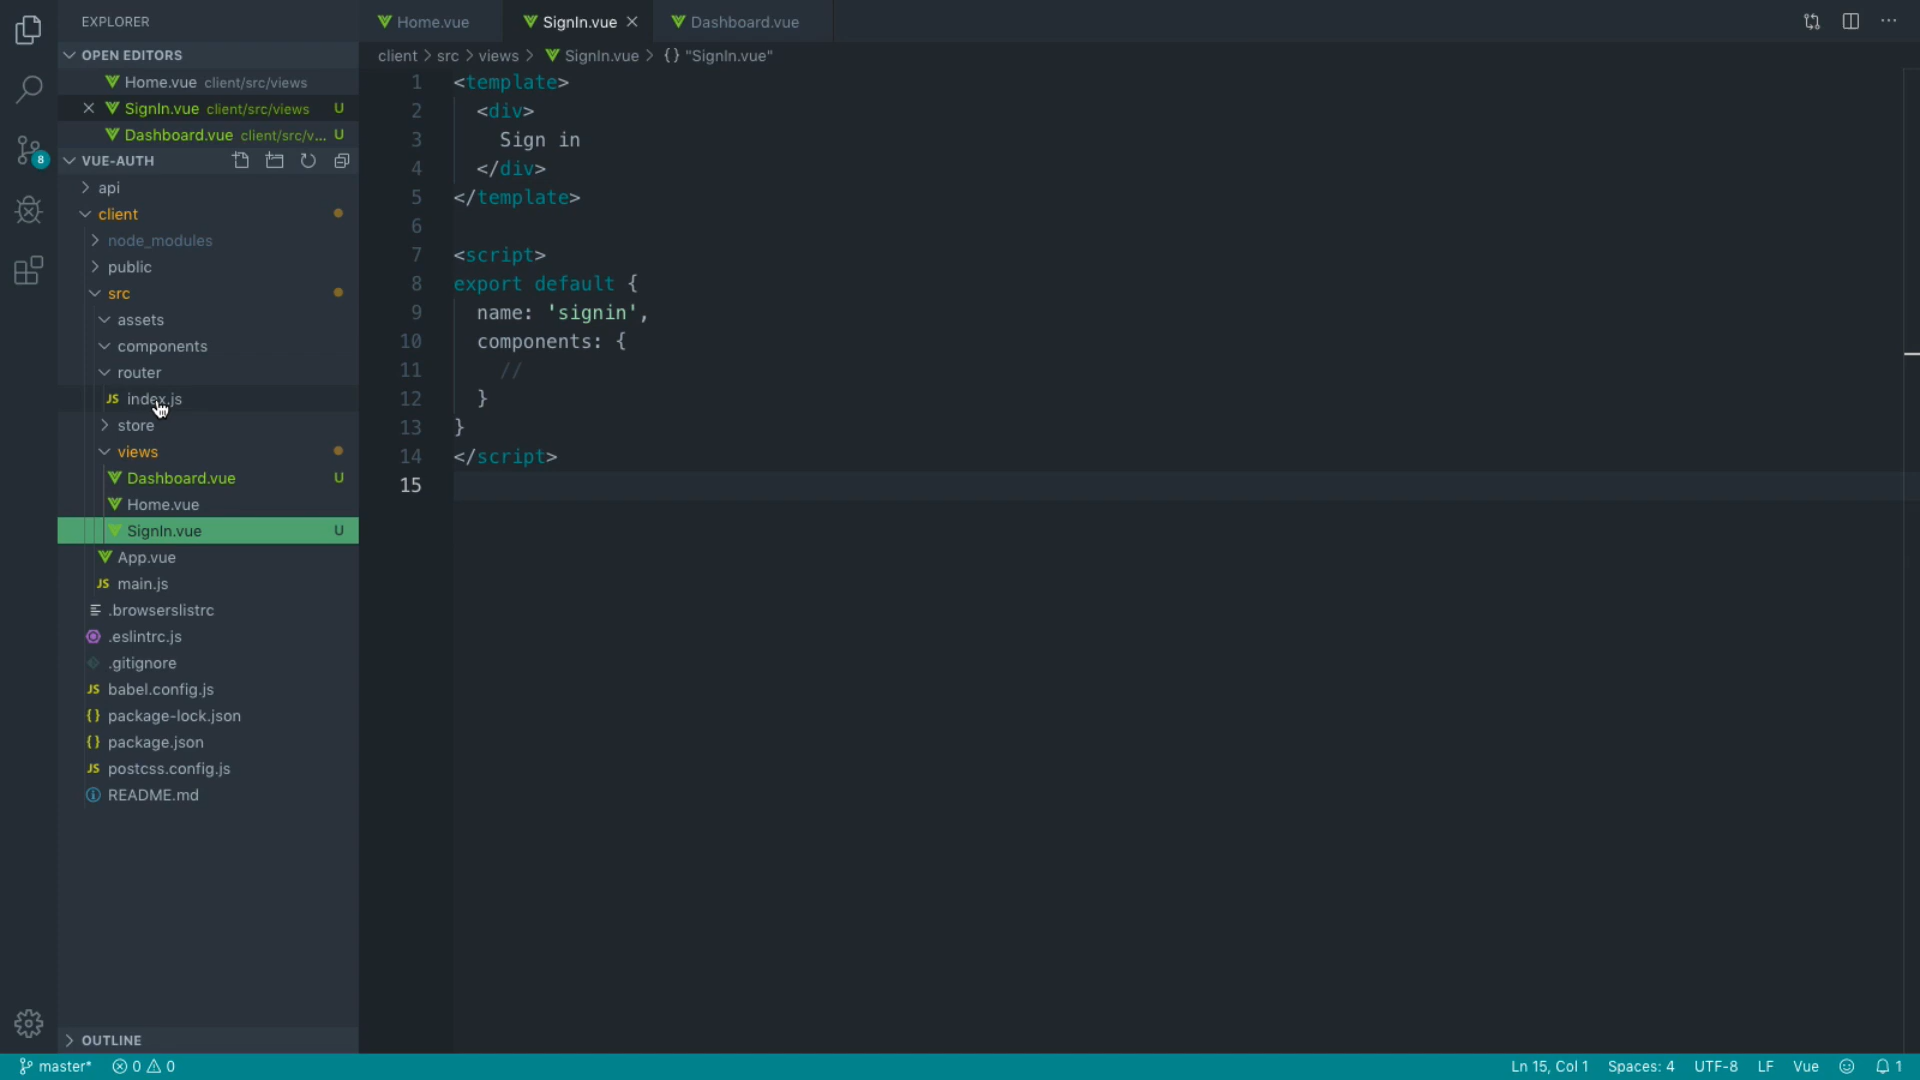 EXPLORER
OPEN EDITORS
Home.vue client/src/views
SignIn.vue client/src/views U
Dashboard.vue client/src/v... U
VUE-AUTH
api
client
node_modules
public
src
assets
components
router
JS index.js
store
views
Dashboard.vue U
Home.vue
SignIn.vue U
App.vue
JS main.js
.browserslistrc
.eslintrc.js
.gitignore
JS babel.config.js
{} package-lock.json
{} package.json
JS postcss.config.js
README.md
OUTLINE
8
Home.vue SignIn.vue Dashboard.vue
client > src > views > SignIn.vue > {} "SignIn.vue"
1 <template>
2 <div>
3 Sign in
4 </div>
5 </template>
6
7 <script>
8 export default {
9 name: 'signin',
10 components: {
11 //
12 }
13 }
14 </script>
15
master* 0 0 Ln 15, Col 1 Spaces: 4 UTF-8 LF Vue 1